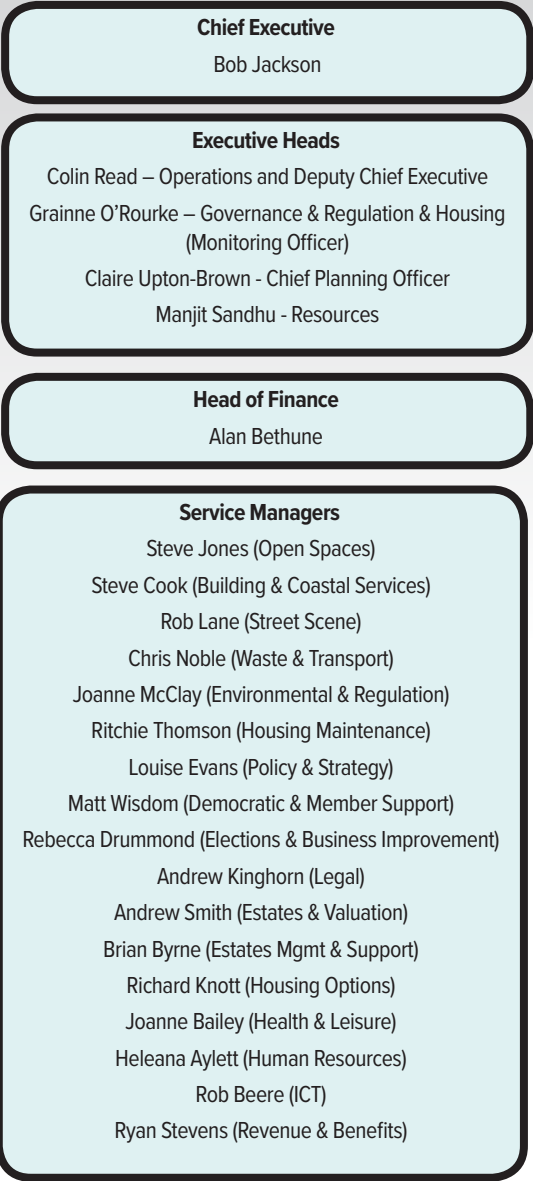 Chief Executive
Bob Jackson
Executive Heads
Colin Read – Operations and Deputy Chief Executive
Grainne O'Rourke – Governance & Regulation & Housing
(Monitoring Officer)
Claire Upton-Brown - Chief Planning Officer
Manjit Sandhu - Resources
Head of Finance
Alan Bethune
Service Managers
Steve Jones (Open Spaces)
Steve Cook (Building & Coastal Services)
Rob Lane (Street Scene)
Chris Noble (Waste & Transport)
Joanne McClay (Environmental & Regulation)
Ritchie Thomson (Housing Maintenance)
Louise Evans (Policy & Strategy)
Matt Wisdom (Democratic & Member Support)
Rebecca Drummond (Elections & Business Improvement)
Andrew Kinghorn (Legal)
Andrew Smith (Estates & Valuation)
Brian Byrne (Estates Mgmt & Support)
Richard Knott (Housing Options)
Joanne Bailey (Health & Leisure)
Heleana Aylett (Human Resources)
Rob Beere (ICT)
Ryan Stevens (Revenue & Benefits)